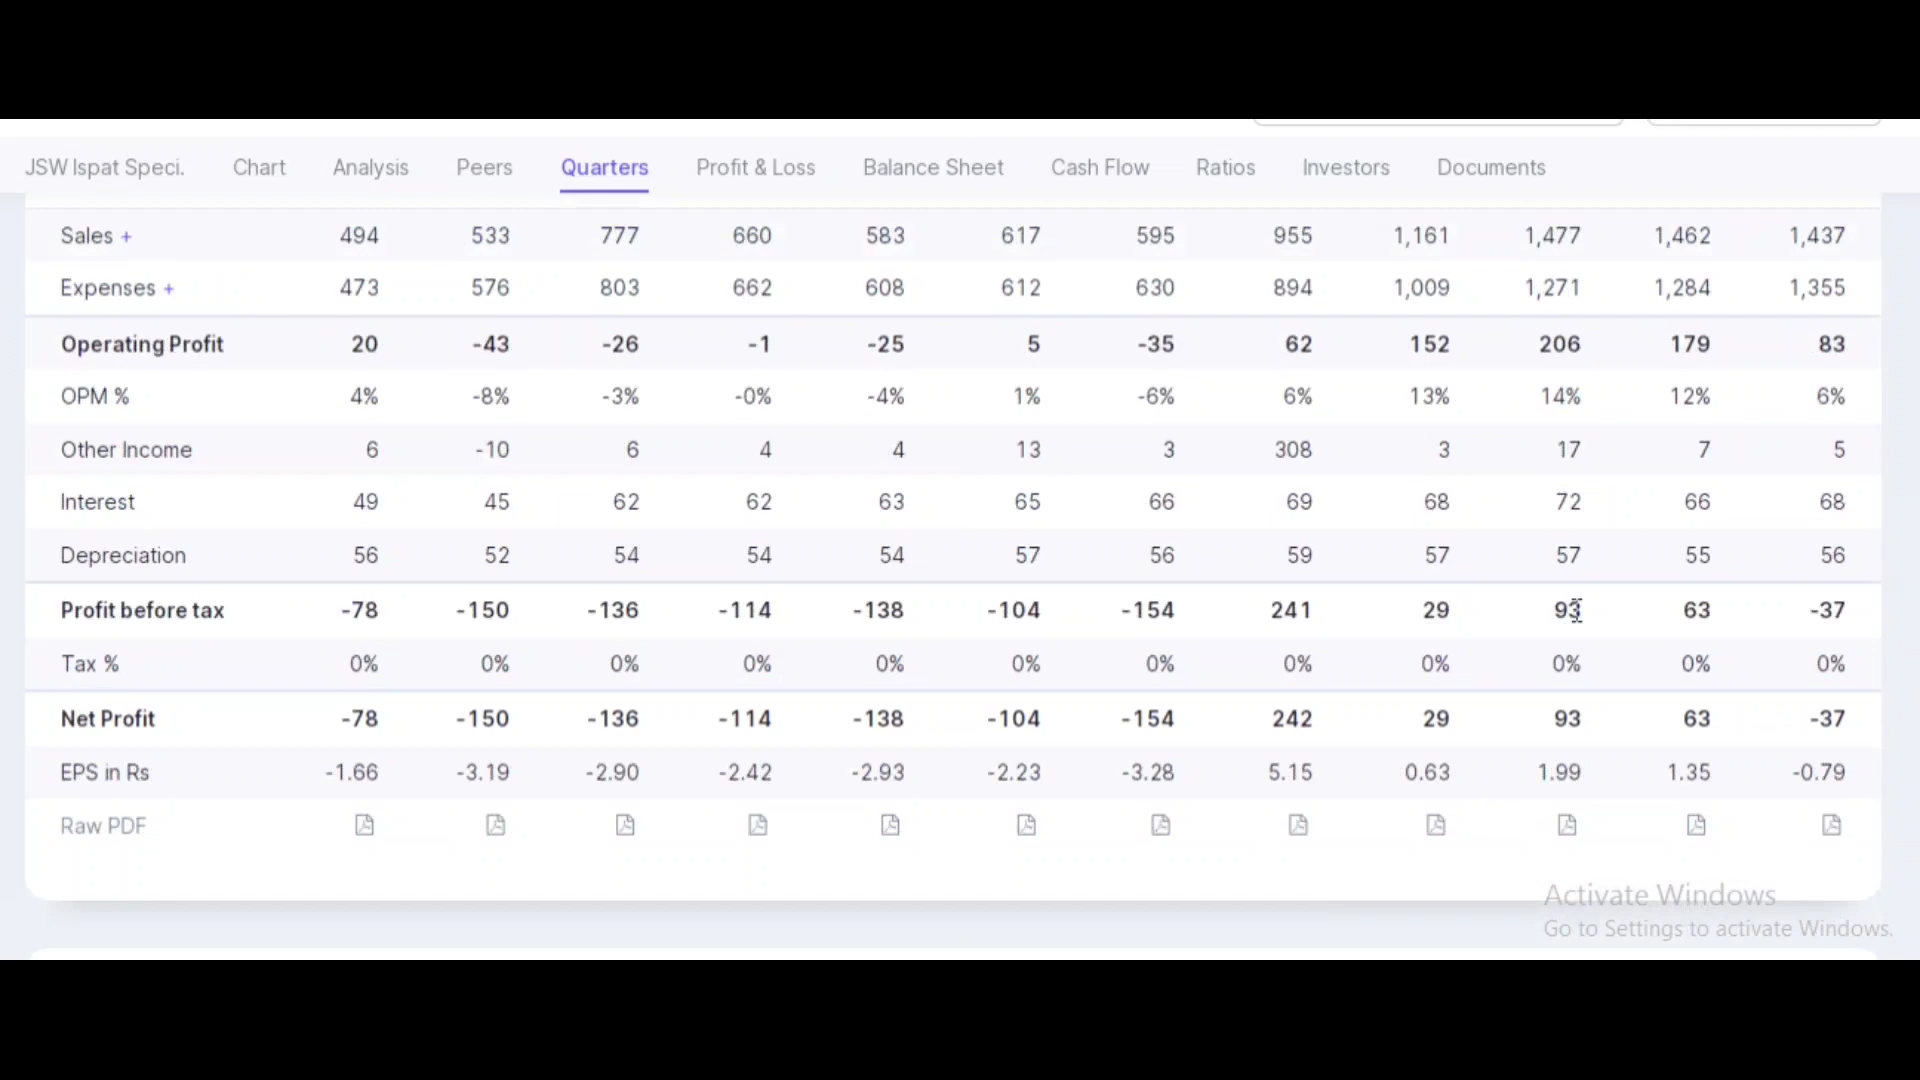 JSW Ispat Speci. Chart Analysis Peers Quarters Profit & Loss Balance Sheet Cash Flow Ratios Investors Documents
Sales + 494 533 777 660 583 617 595 955 1,161 1,477 1,462 1,437
Expenses + 473 576 803 662 608 612 630 894 1,009 1,271 1,284 1,355
Operating Profit 20 -43 -26 -1 -25 5 -35 62 152 206 179 83
OPM % 4% -8% -3% -0% -4% 1% -6% 6% 13% 14% 12% 6%
Other Income 6 -10 6 4 4 13 3 308 3 17 7 5
Interest 49 45 62 62 63 65 66 69 68 72 66 68
Depreciation 56 52 54 54 54 57 56 59 57 57 55 56
Profit before tax -78 -150 -136 -114 -138 -104 -154 241 29 93 63 -37
Tax % 0% 0% 0% 0% 0% 0% 0% 0% 0% 0% 0% 0%
Net Profit -78 -150 -136 -114 -138 -104 -154 242 29 93 63 -37
EPS in Rs -1.66 -3.19 -2.90 -2.42 -2.93 -2.23 -3.28 5.15 0.63 1.99 1.35 -0.79
Raw PDF
Activate Windows
Go to Settings to activate Windows.